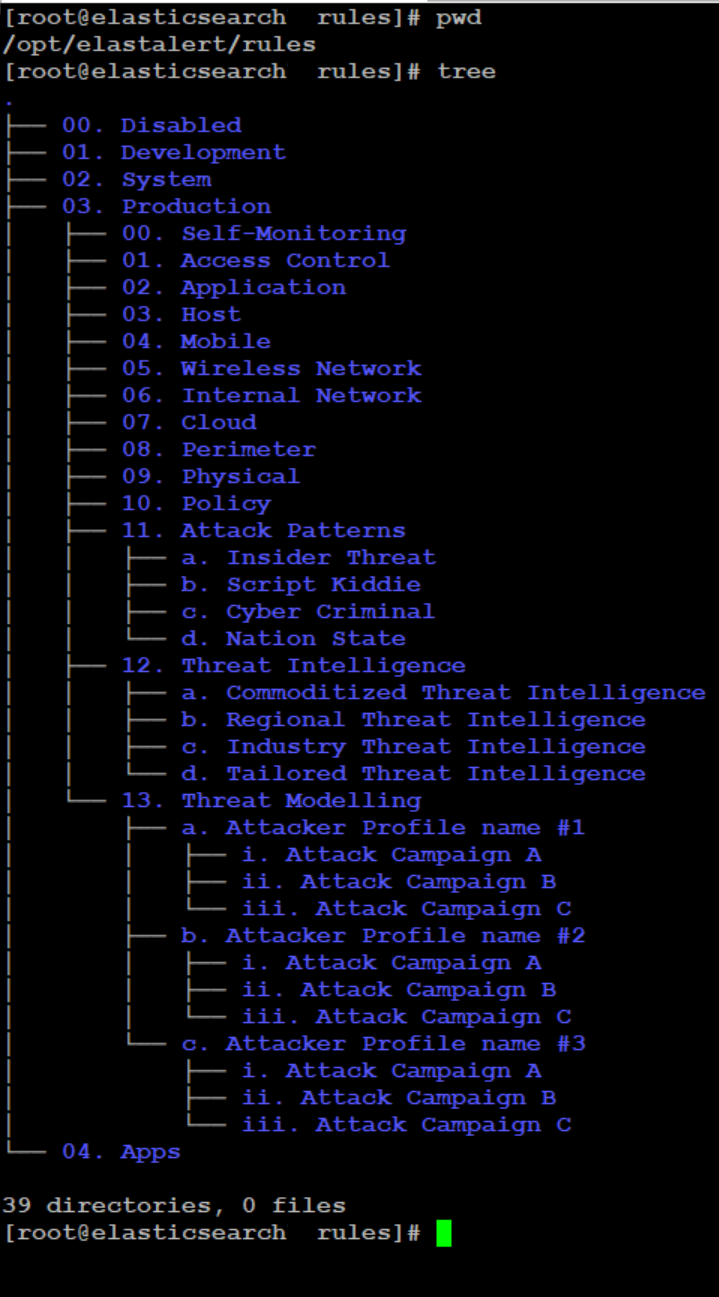 [root@elasticsearch  rules]# pwd
/opt/elastalert/rules
[root@elasticsearch  rules]# tree
.
├── 00. Disabled
├── 01. Development
├── 02. System
├── 03. Production
│   ├── 00. Self-Monitoring
│   ├── 01. Access Control
│   ├── 02. Application
│   ├── 03. Host
│   ├── 04. Mobile
│   ├── 05. Wireless Network
│   ├── 06. Internal Network
│   ├── 07. Cloud
│   ├── 08. Perimeter
│   ├── 09. Physical
│   ├── 10. Policy
│   ├── 11. Attack Patterns
│   │   ├── a. Insider Threat
│   │   ├── b. Script Kiddie
│   │   ├── c. Cyber Criminal
│   │   └── d. Nation State
│   ├── 12. Threat Intelligence
│   │   ├── a. Commoditized Threat Intelligence
│   │   ├── b. Regional Threat Intelligence
│   │   ├── c. Industry Threat Intelligence
│   │   └── d. Tailored Threat Intelligence
│   └── 13. Threat Modelling
│       ├── a. Attacker Profile name #1
│       │   ├── i. Attack Campaign A
│       │   ├── ii. Attack Campaign B
│       │   └── iii. Attack Campaign C
│       ├── b. Attacker Profile name #2
│       │   ├── i. Attack Campaign A
│       │   ├── ii. Attack Campaign B
│       │   └── iii. Attack Campaign C
│       └── c. Attacker Profile name #3
│           ├── i. Attack Campaign A
│           ├── ii. Attack Campaign B
│           └── iii. Attack Campaign C
└── 04. Apps

39 directories, 0 files
[root@elasticsearch  rules]#